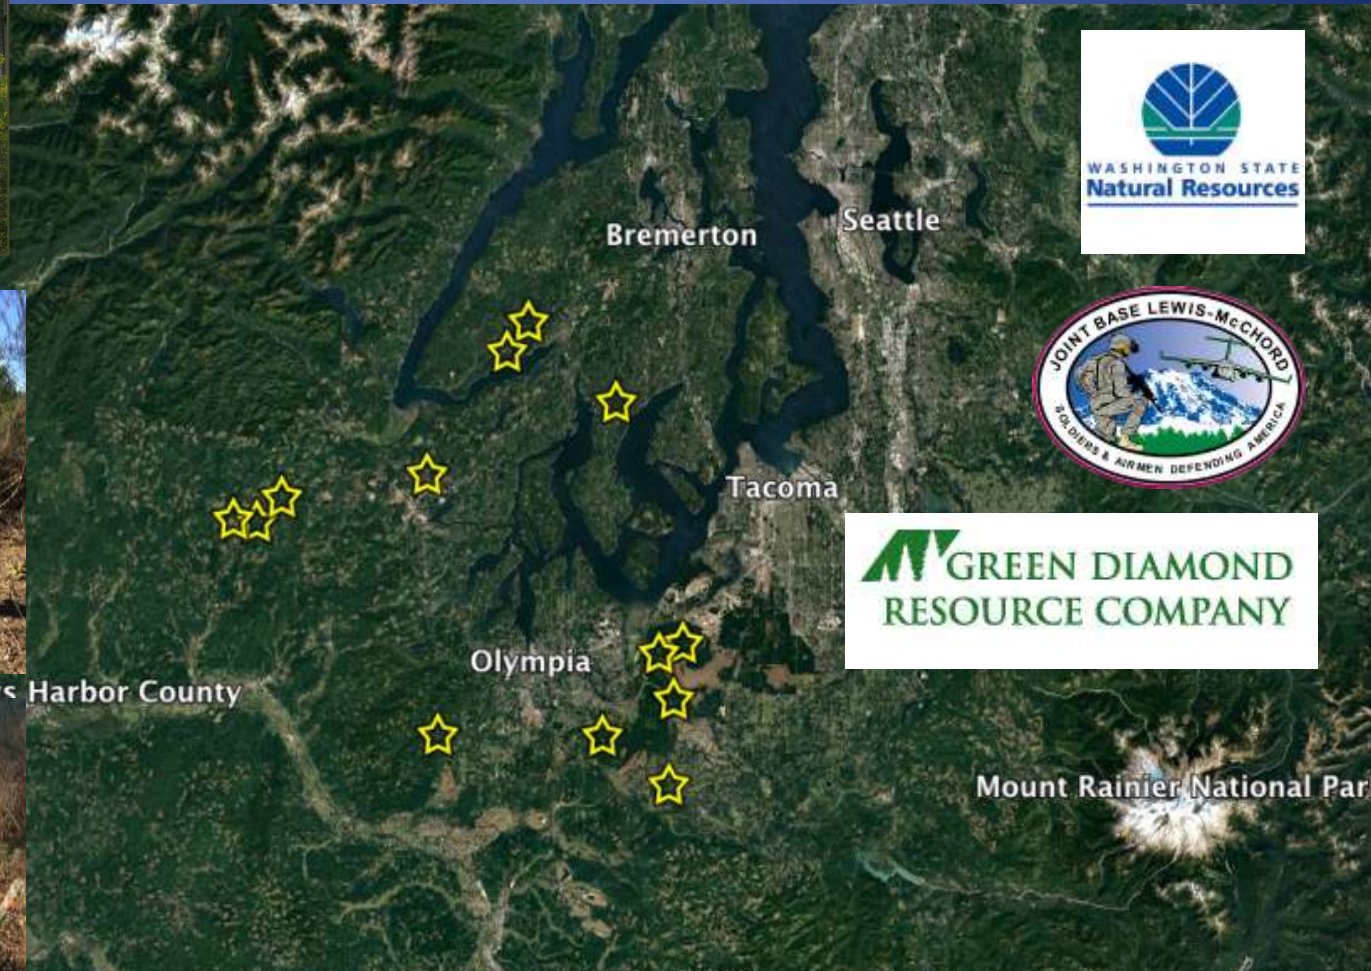 WASHINGTON STATE
Natural Resources
Seattle
Bremerton
JOINT BASE LEWIS-McCHORD
SOLDIERS & AIRMEN DEFENDING AMERICA
Tacoma
GREEN DIAMOND
RESOURCE COMPANY
Olympia
Harbor County
Mount Rainier National Par